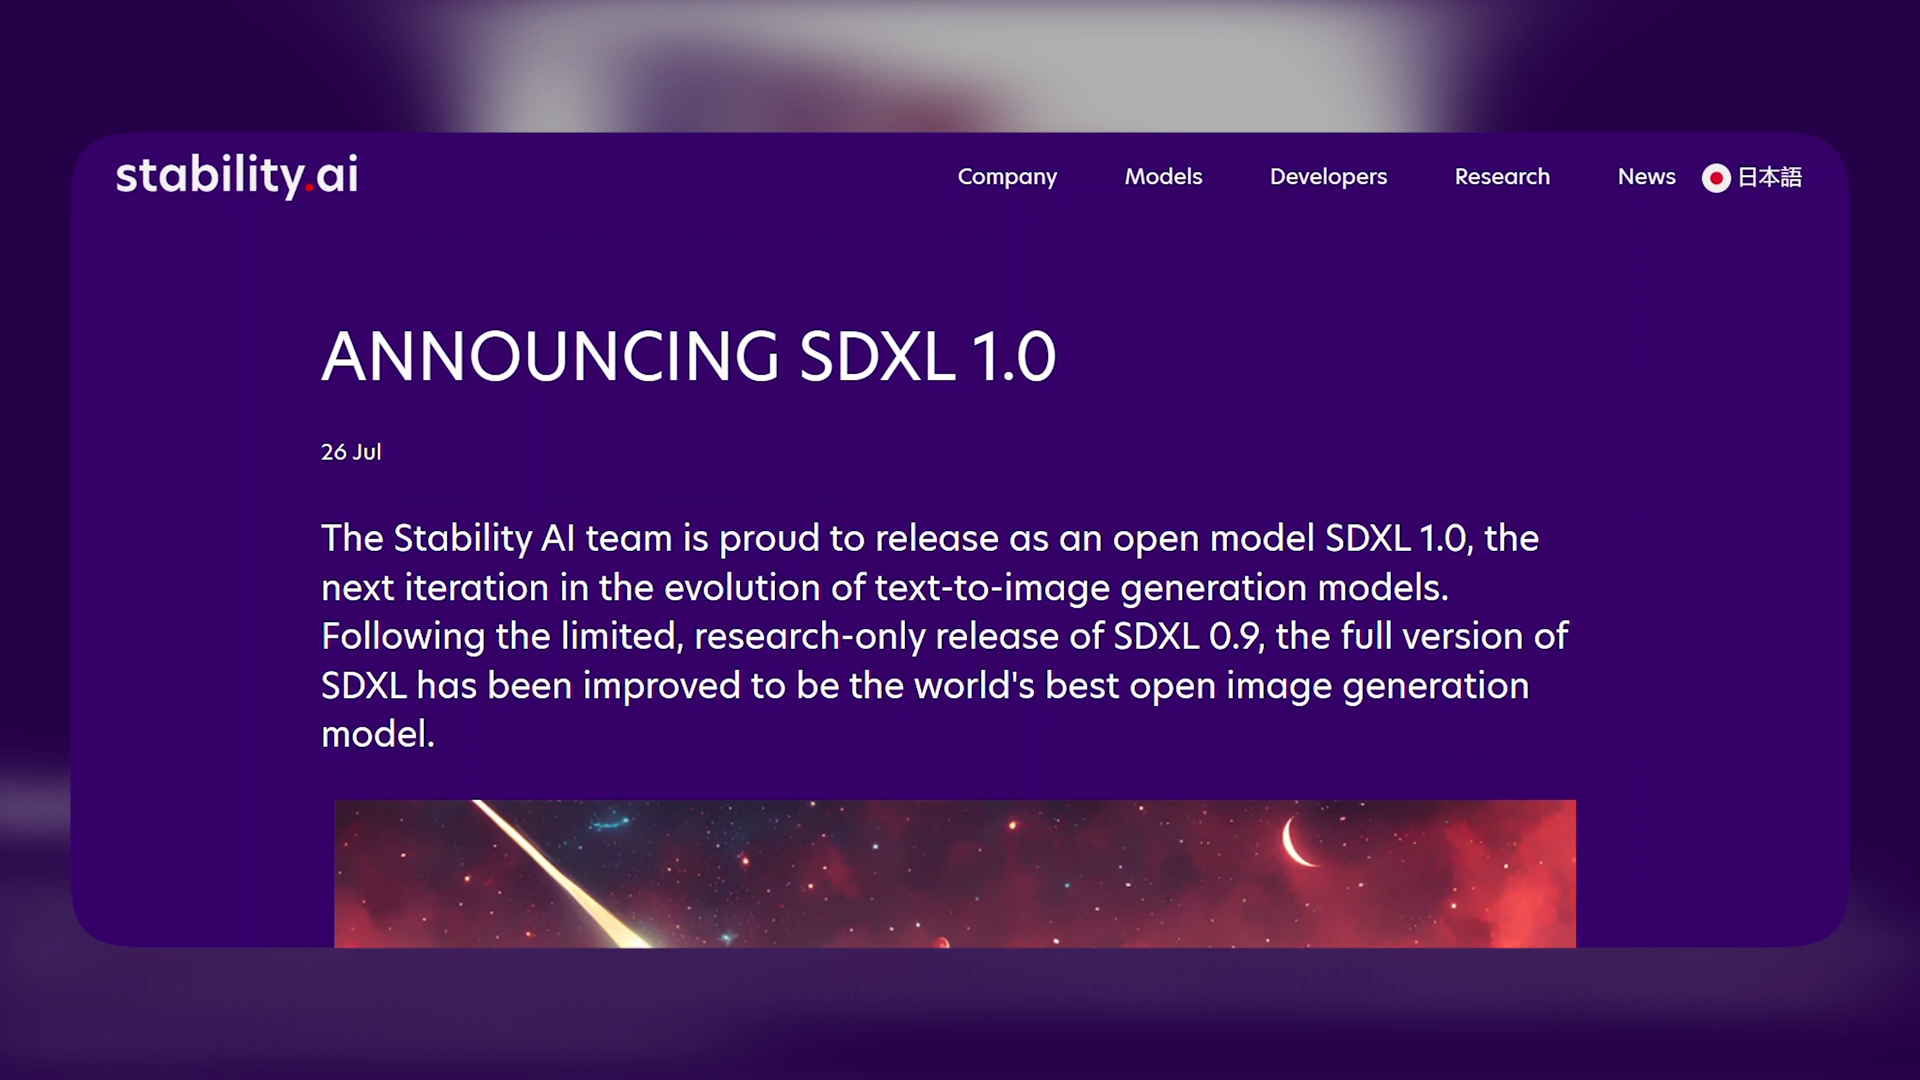 stability.ai
Company Models Developers Research News 日本語
ANNOUNCING SDXL 1.0
26 Jul
The Stability AI team is proud to release as an open model SDXL 1.0, the
next iteration in the evolution of text-to-image generation models.
Following the limited, research-only release of SDXL 0.9, the full version of
SDXL has been improved to be the world's best open image generation
model.